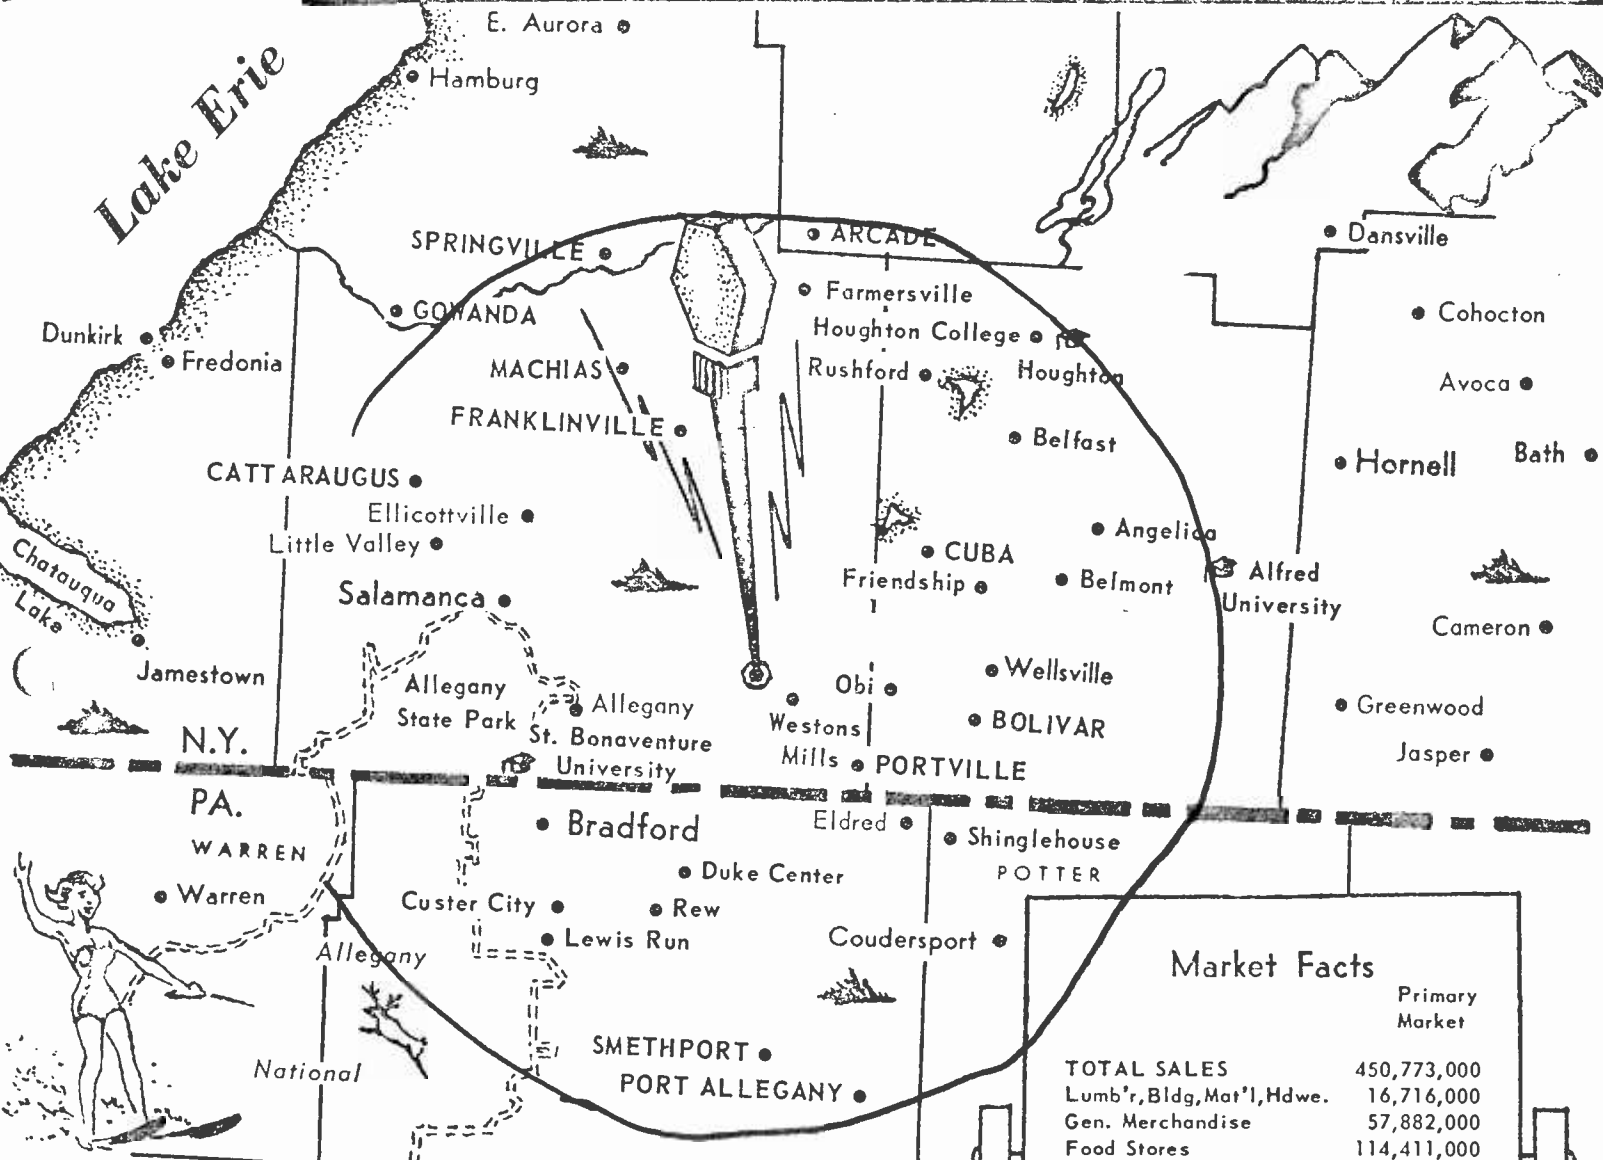 E. Aurora
Hamburg
Lake Erie
SPRINGVILLE
ARCADE
Dansville
GOWANDA
Farmersville
Cohocton
Dunkirk
Houghton College
Fredonia
MACHIAS
Rushford
Houghton
Avoca
FRANKLINVILLE
Belfast
Hornell
Bath
CATTARAUGUS
Ellicottville
Angelica
Little Valley
CUBA
Chatauqua
Lake
Friendship
Belmont
Alfred
University
Salamanca
Cameron
Jamestown
Wellsville
Allegany
State Park
Obi
Allegany
Westons
Mills
BOLIVAR
Greenwood
St. Bonaventure
University
N.Y.
PORTVILLE
Jasper
PA.
Bradford
Eldred
Shinglehouse
WARREN
Duke Center
POTTER
Warren
Custer City
Rew
Lewis Run
Coudersport
Allegany
National
SMETHPORT
PORT ALLEGANY
Market Facts
Primary
Market
TOTAL SALES 450,773,000
Lumb'r,Bldg,Mat'l,Hdwe. 16,716,000
Gen. Merchandise 57,882,000
Food Stores 114,411,000